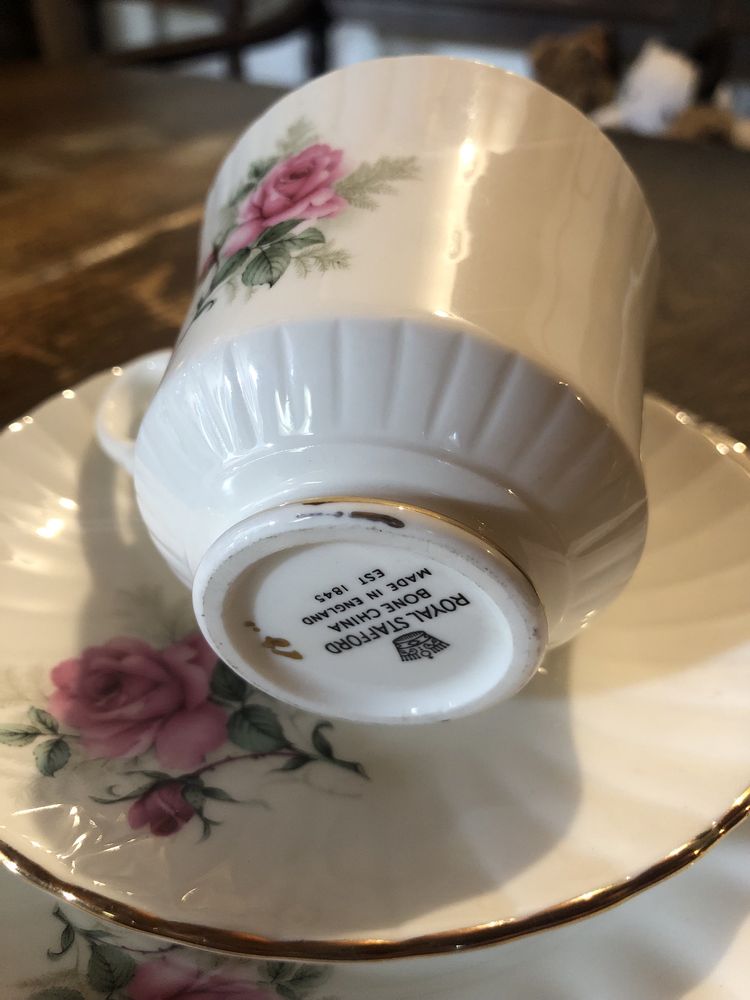 ROYAL STAFFORD
BONE CHINA
MADE IN ENGLAND
EST 1845